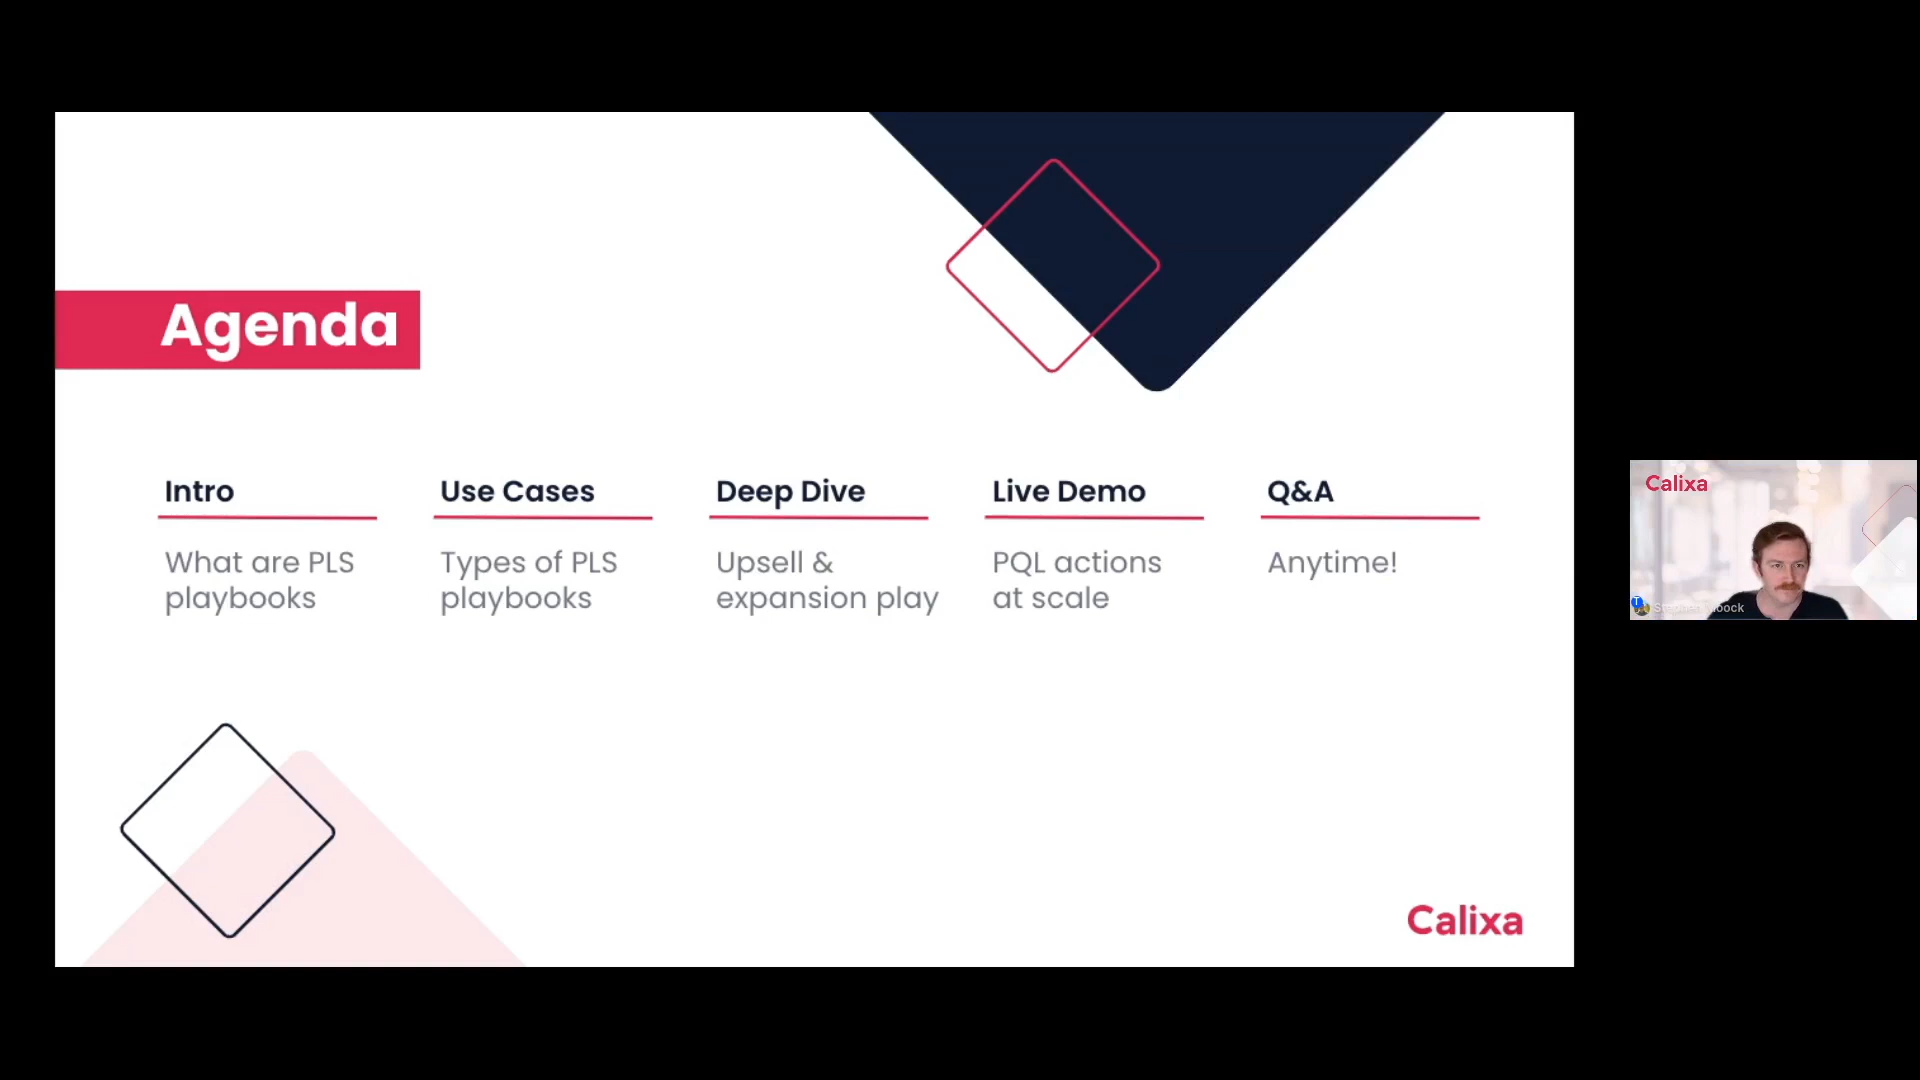 Agenda
Intro
What are PLS
playbooks
Use Cases
Types of PLS
playbooks
Deep Dive
Upsell &
expansion play
Live Demo
PQL actions
at scale
Q&A
Anytime!
Calixa
Calixa